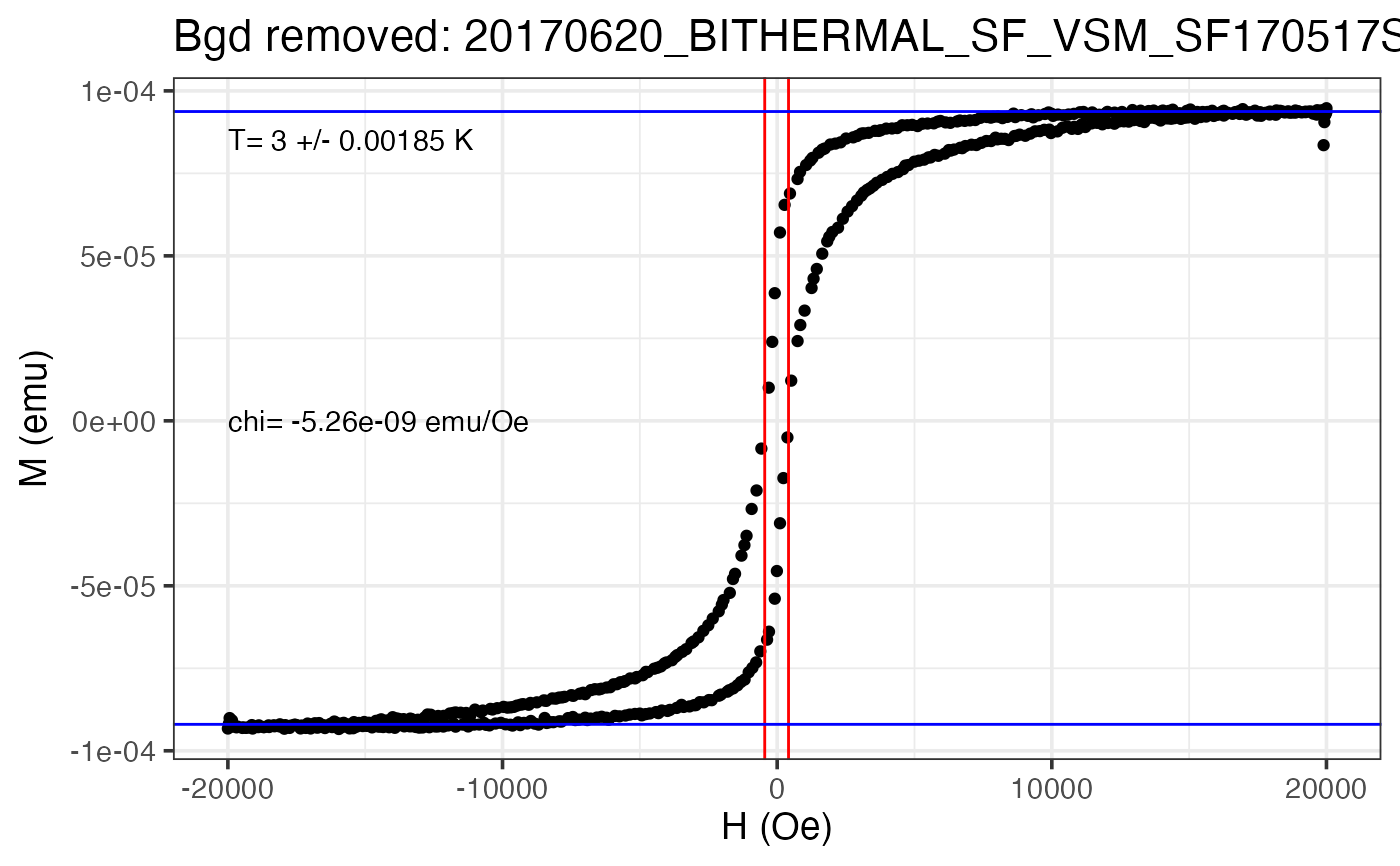 Bgd removed: 20170620_BITHERMAL_SF_VSM_SF170517S
1e-04
T= 3 +/- 0.00185 K
5e-05
M (emu)
0e+00
chi= -5.26e-09 emu/Oe
-5e-05
-1e-04
-20000 -10000 0 10000 20000
H (Oe)